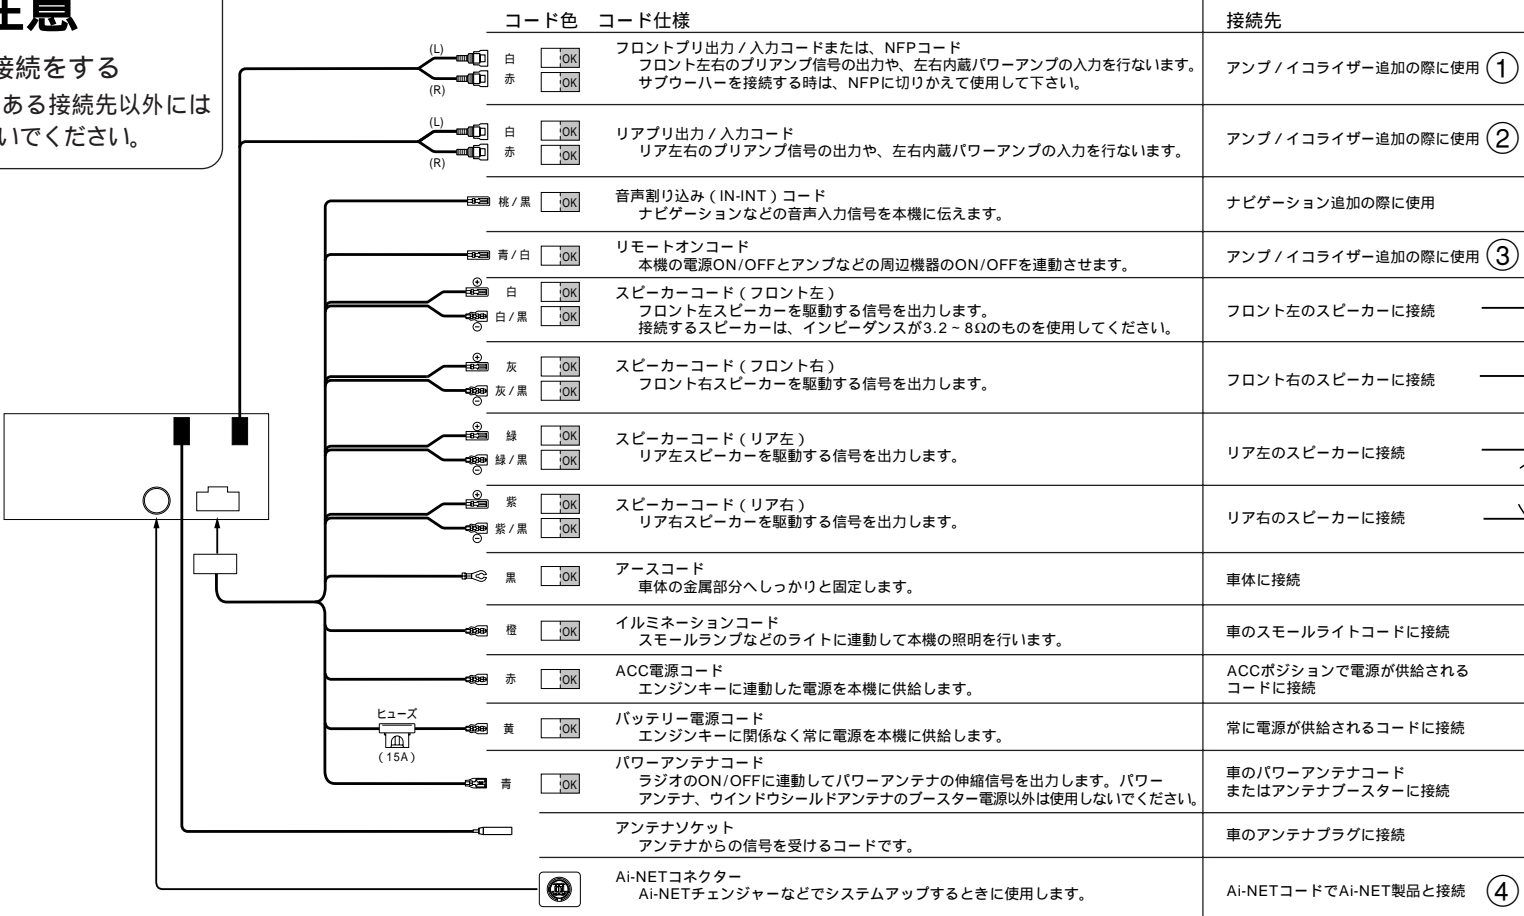 注意
接続をする
ある接続先以外には
いでください。
コード色 コード仕様 接続先
(L) 白 OK
(R) 赤 OK
フロントプリ出力 / 入力コードまたは、NFPコード
フロント左右のプリアンプ信号の出力や、左右内蔵パワーアンプの入力を行ないます。
サブウーハーを接続する時は、NFPに切りかえて使用して下さい。
アンプ / イコライザー追加の際に使用 ①
(L) 白 OK
(R) 赤 OK
リアプリ出力 / 入力コード
リア左右のプリアンプ信号の出力や、左右内蔵パワーアンプの入力を行ないます。
アンプ / イコライザー追加の際に使用 ②
桃 / 黒 OK
音声割り込み ( IN-INT ) コード
ナビゲーションなどの音声入力信号を本機に伝えます。
ナビゲーション追加の際に使用
青 / 白 OK
リモートオンコード
本機の電源ON/OFFとアンプなどの周辺機器のON/OFFを連動させます。
アンプ / イコライザー追加の際に使用 ③
⊕ 白 OK
⊖ 白 / 黒 OK
スピーカーコード ( フロント左 )
フロント左スピーカーを駆動する信号を出力します。
接続するスピーカーは、インピーダンスが3.2 ~ 8Ωのものを使用してください。
フロント左のスピーカーに接続
⊕ 灰 OK
⊖ 灰 / 黒 OK
スピーカーコード ( フロント右 )
フロント右スピーカーを駆動する信号を出力します。
フロント右のスピーカーに接続
⊕ 緑 OK
⊖ 緑 / 黒 OK
スピーカーコード ( リア左 )
リア左スピーカーを駆動する信号を出力します。
リア左のスピーカーに接続
⊕ 紫 OK
⊖ 紫 / 黒 OK
スピーカーコード ( リア右 )
リア右スピーカーを駆動する信号を出力します。
リア右のスピーカーに接続
黒 OK
アースコード
車体の金属部分へしっかりと固定します。
車体に接続
橙 OK
イルミネーションコード
スモールランプなどのライトに連動して本機の照明を行います。
車のスモールライトコードに接続
赤 OK
ACC電源コード
エンジンキーに連動した電源を本機に供給します。
ACCポジションで電源が供給される
コードに接続
ヒューズ
( 15A )
黄 OK
バッテリー電源コード
エンジンキーに関係なく常に電源を本機に供給します。
常に電源が供給されるコードに接続
青 OK
パワーアンテナコード
ラジオのON/OFFに連動してパワーアンテナの伸縮信号を出力します。パワー
アンテナ、ウインドウシールドアンテナのブースター電源以外は使用しないでください。
車のパワーアンテナコード
またはアンテナブースターに接続
アンテナソケット
アンテナからの信号を受けるコードです。
車のアンテナプラグに接続
Ai-NETコネクター
Ai-NETチェンジャーなどでシステムアップするときに使用します。
Ai-NETコードでAi-NET製品と接続 ④